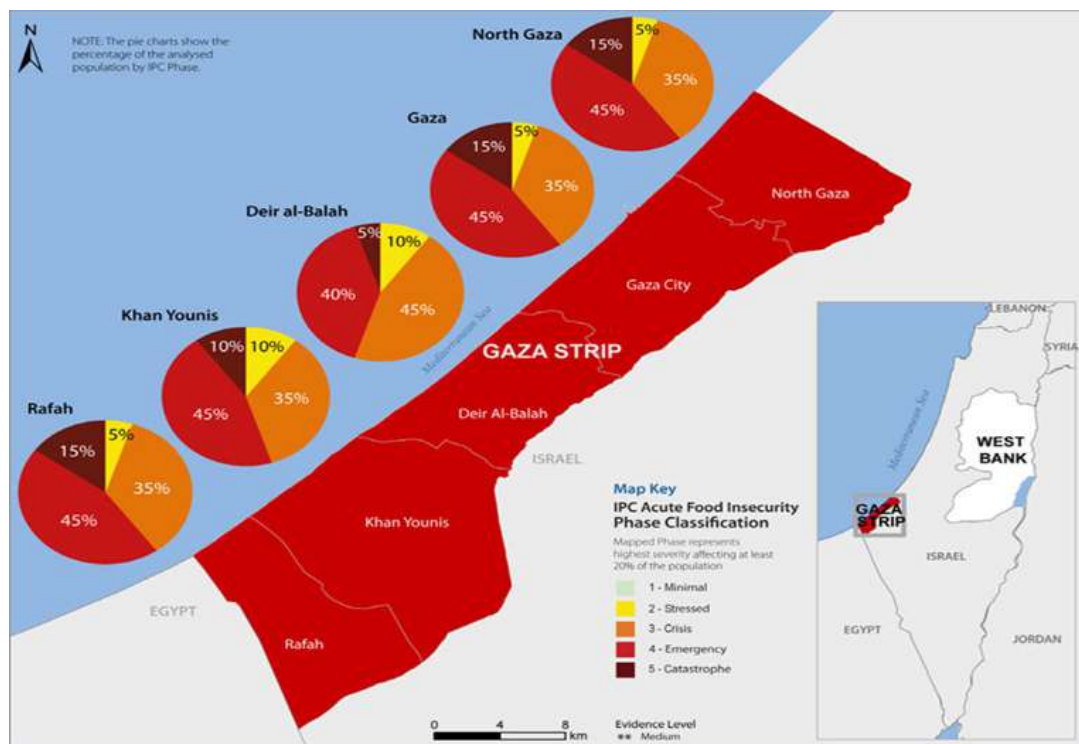 N
NOTE: The pie charts show the
percentage of the analysed
population by IPC Phase.
North Gaza
15%
5%
35%
45%
Gaza
15%
5%
35%
45%
Deir al-Balah
5%
10%
40%
45%
Khan Younis
10%
10%
45%
35%
Rafah
15%
5%
35%
45%
North Gaza
Gaza City
Mediterranean Sea
GAZA STRIP
Deir Al-Balah
ISRAEL
Khan Younis
EGYPT
Rafah
Map Key
IPC Acute Food Insecurity
Phase Classification
Mapped Phase represents
highest severity affecting at least
20% of the population
1 - Minimal
2 - Stressed
3 - Crisis
4 - Emergency
5 - Catastrophe
0 4 8
km
Evidence Level
** Medium
LEBANON
SYRIA
Mediterranean Sea
WEST
BANK
GAZA
STRIP
ISRAEL
EGYPT
JORDAN